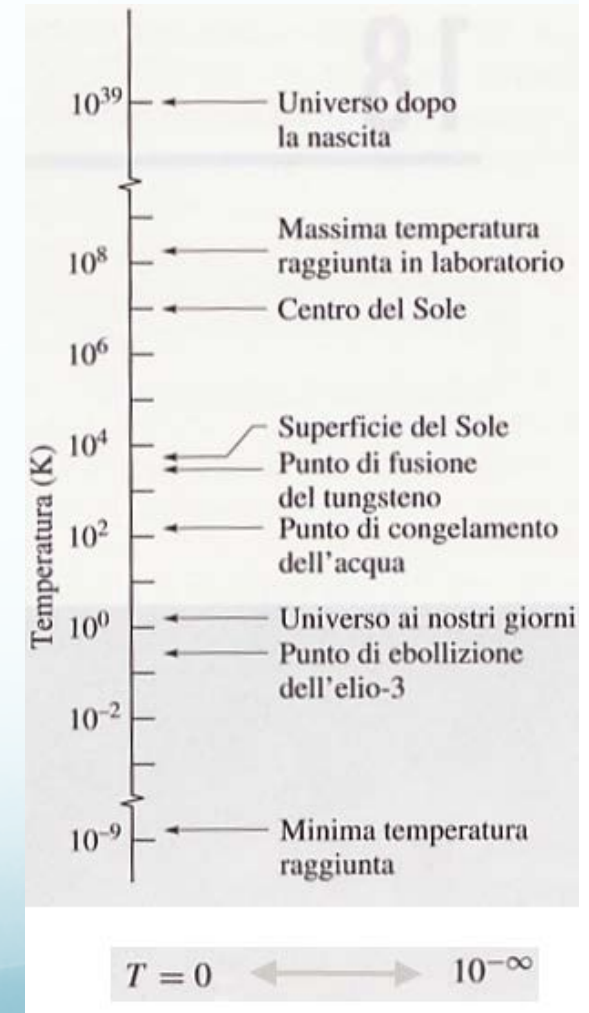 18
10³⁹
Universo dopo
la nascita
Massima temperatura
10⁸
raggiunta in laboratorio
Centro del Sole
10⁶
Superficie del Sole
10⁴
Punto di fusione
del tungsteno
10²
Punto di congelamento
dell'acqua
Temperatura (K)
10⁰
Universo ai nostri giorni
Punto di ebollizione
dell'elio-3
10⁻²
10⁻⁹
Minima temperatura
raggiunta
T = 0
10⁻∞